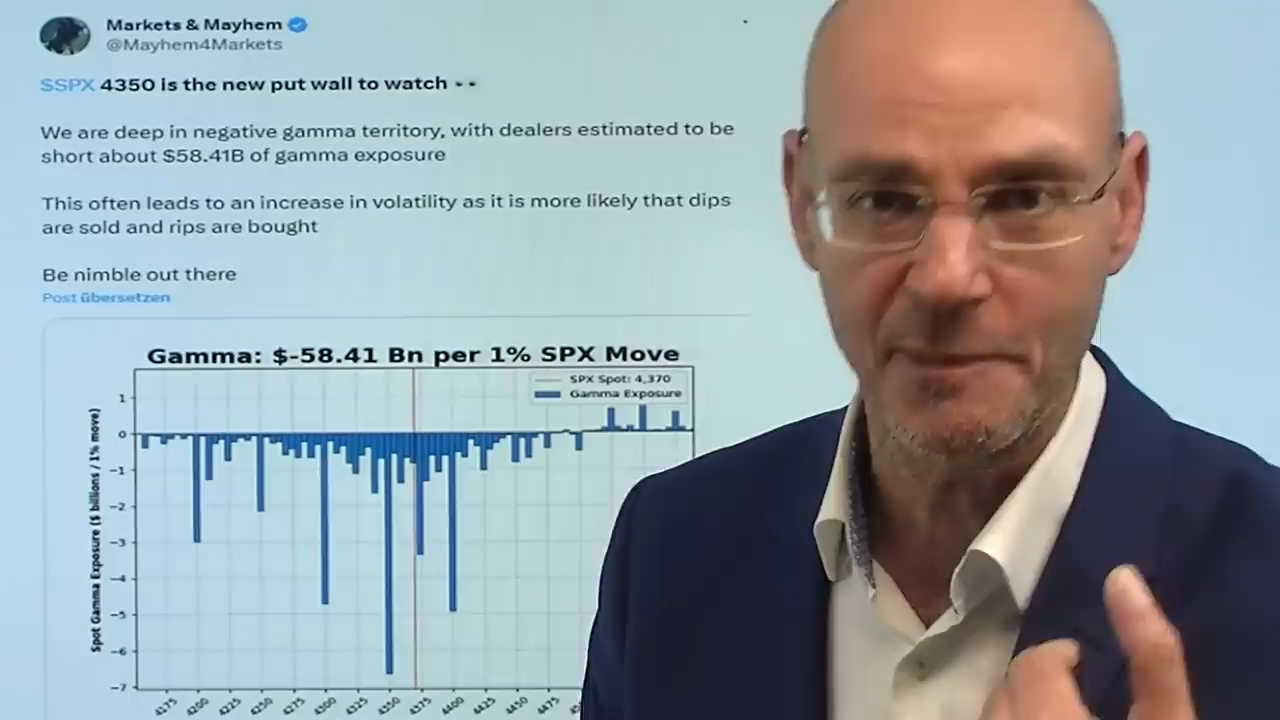 Markets & Mayhem
@Mayhem4Markets
$SPX 4350 is the new put wall to watch
We are deep in negative gamma territory, with dealers estimated to be
short about $58.41B of gamma exposure
This often leads to an increase in volatility as it is more likely that dips
are sold and rips are bought
Be nimble out there
Post übersetzen
Gamma: $-58.41 Bn per 1% SPX Move
SPX Spot: 4,370
Gamma Exposure
Spot Gamma Exposure ($ billions / 1% move)
1
0
−1
−2
−3
−4
−5
−6
−7
4175 4200 4225 4250 4275 4300 4325 4350 4375 4400 4425 4450 4475